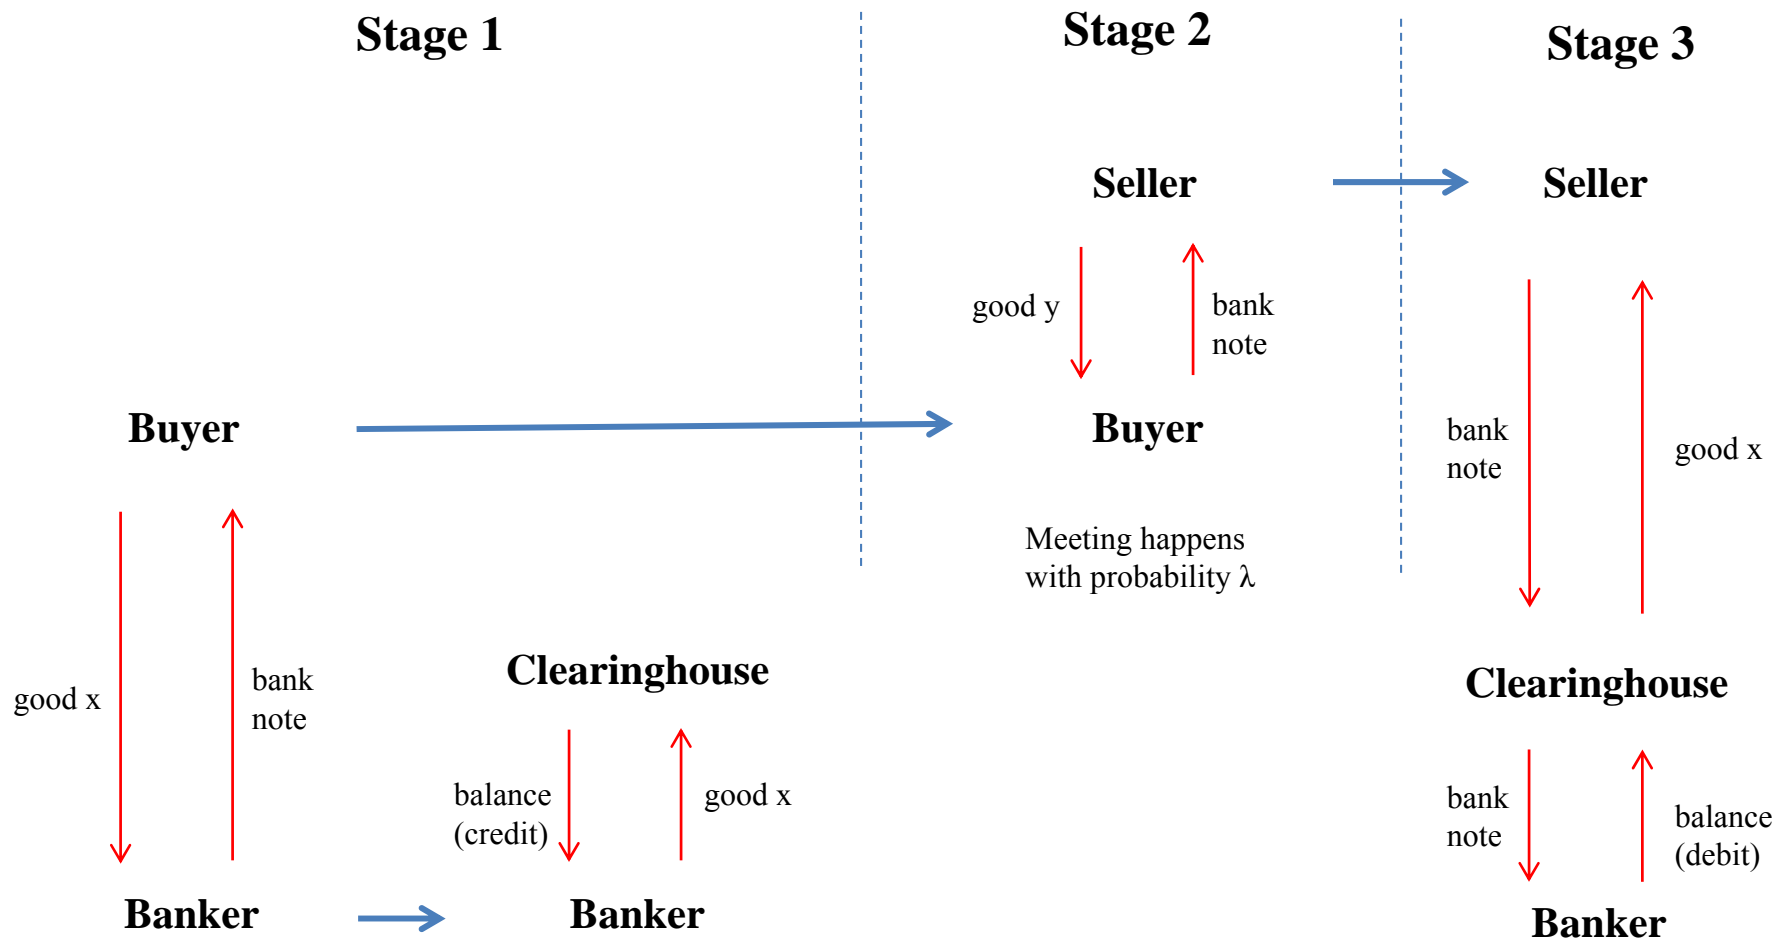 Stage 1
Stage 2
Stage 3
Seller
Seller
good y
bank
note
Buyer
Buyer
bank
note
good x
Meeting happens
with probability λ
Clearinghouse
Clearinghouse
good x
bank
note
balance
(credit)
good x
bank
note
balance
(debit)
Banker
Banker
Banker